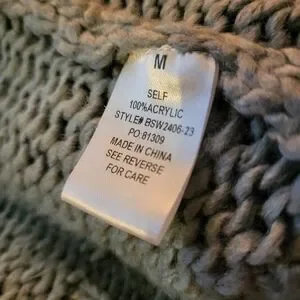 M
SELF
100%ACRYLIC
STYLE# BSW2406-23
PO 81309
MADE IN CHINA
SEE REVERSE
FOR CARE